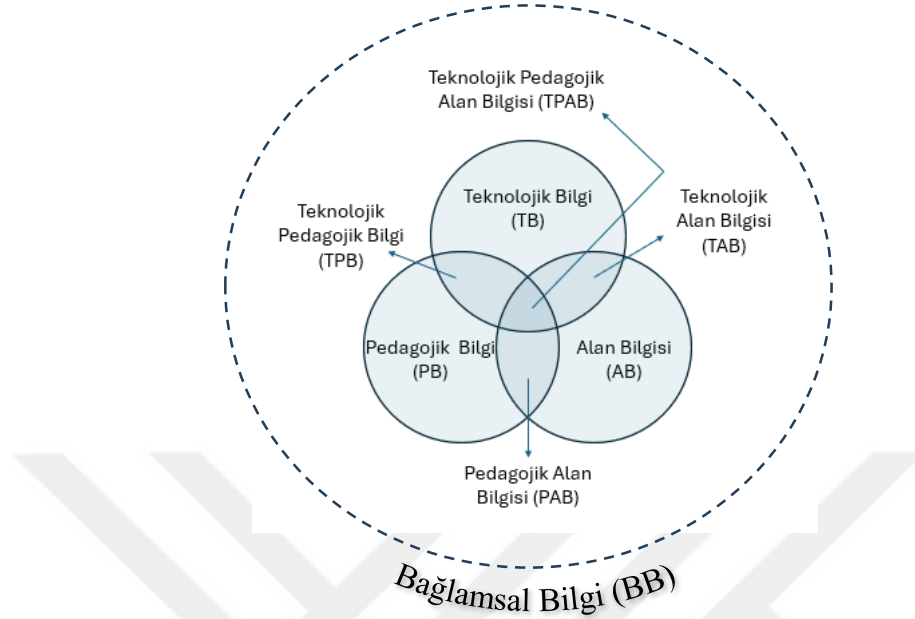 Teknolojik Pedagojik
Alan Bilgisi (TPAB)
Teknolojik Bilgi
(TB)
Teknolojik
Alan Bilgisi
(TAB)
Teknolojik
Pedagojik Bilgi
(TPB)
Pedagojik Bilgi
(PB)
Alan Bilgisi
(AB)
Pedagojik Alan
Bilgisi (PAB)
Bağlamsal Bilgi (BB)